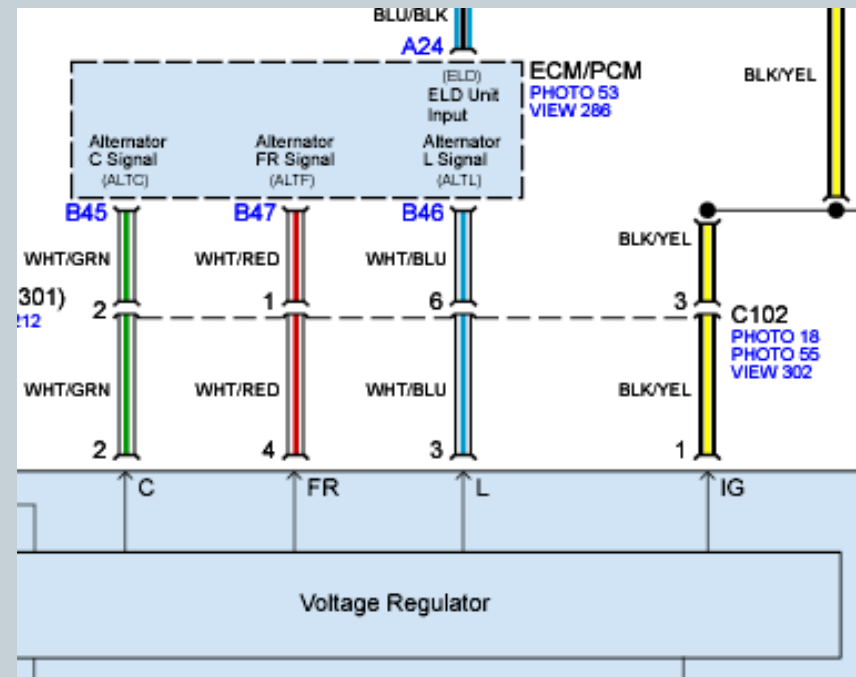 BLU/BLK
A24
(ELD)
ELD Unit
Input
ECM/PCM
PHOTO 53
VIEW 286
BLK/YEL
Alternator
C Signal
(ALTC)
Alternator
FR Signal
(ALTF)
Alternator
L Signal
(ALTL)
B45
B47
B46
WHT/GRN
WHT/RED
WHT/BLU
BLK/YEL
301)
212
2
1
6
3
C102
PHOTO 18
PHOTO 55
VIEW 302
WHT/GRN
WHT/RED
WHT/BLU
BLK/YEL
2
4
3
1
C
FR
L
IG
Voltage Regulator